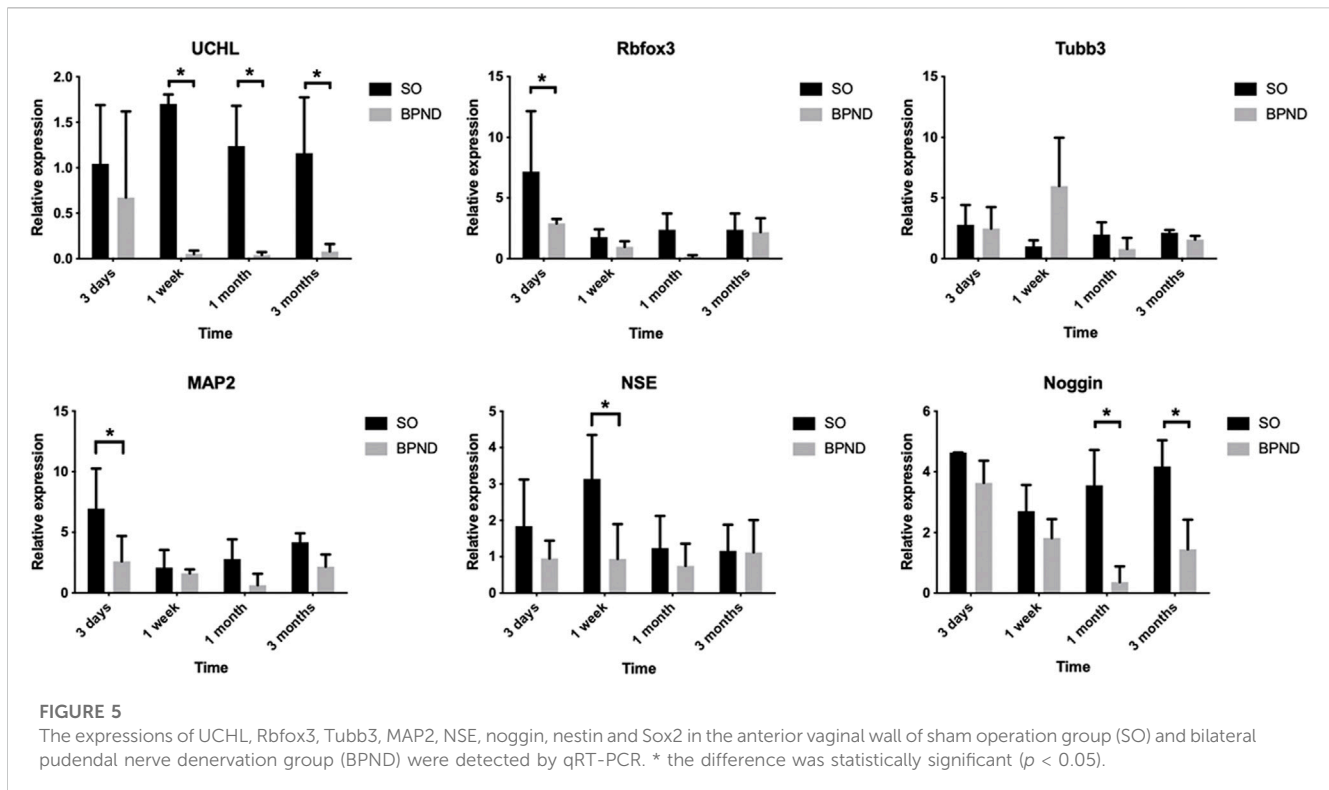 UCHL
*
*
*
SO
BPND
Relative expression
2.0
1.5
1.0
0.5
0.0
3 days
1 week
1 month
3 months
Time
Rbfox3
*
SO
BPND
Relative expression
15
10
5
0
3 days
1 week
1 month
3 months
Time
Tubb3
SO
BPND
Relative expression
15
10
5
0
3 days
1 week
1 month
3 months
Time
MAP2
*
SO
BPND
Relative expression
15
10
5
0
3 days
1 week
1 month
3 months
Time
NSE
*
SO
BPND
Relative expression
5
4
3
2
1
0
3 days
1 week
1 month
3 months
Time
Noggin
*
*
SO
BPND
Relative expression
6
4
2
0
3 days
1 week
1 month
3 months
Time
FIGURE 5
The expressions of UCHL, Rbfox3, Tubb3, MAP2, NSE, noggin, nestin and Sox2 in the anterior vaginal wall of sham operation group (SO) and bilateral
pudendal nerve denervation group (BPND) were detected by qRT-PCR. * the difference was statistically significant (p < 0.05).